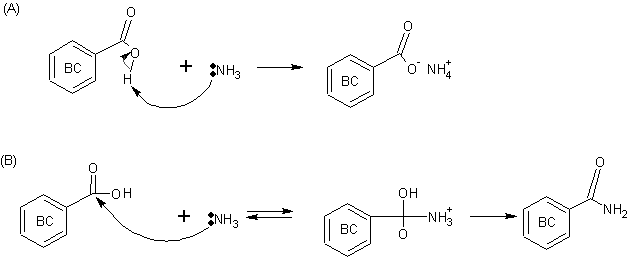 (A)
O
O
BC
H
+
NH3
O
O-
NH4+
BC
(B)
O
OH
BC
+
NH3
OH
NH3+
O
BC
O
NH2
BC